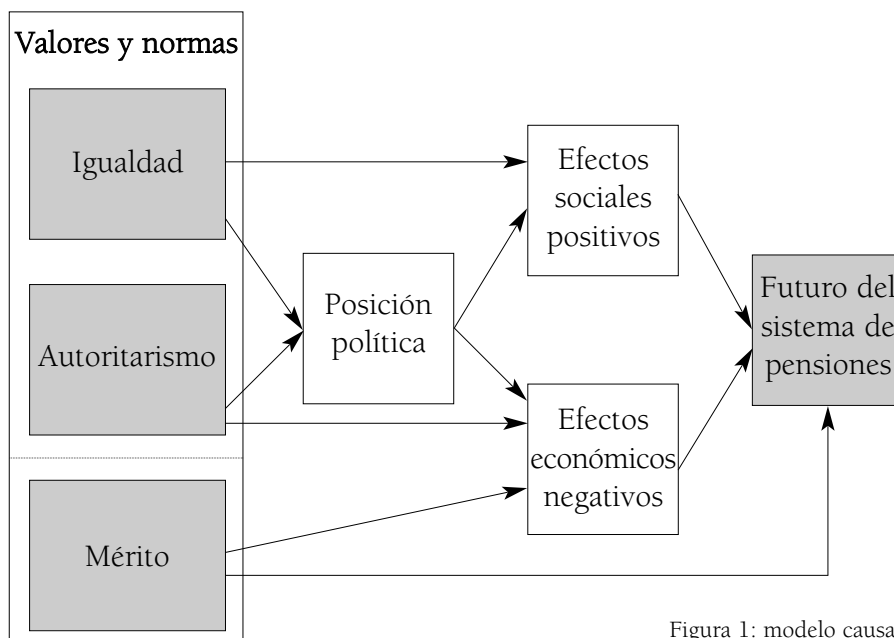 Valores y normas
Igualdad
Autoritarismo
Mérito
Posición
política
Efectos
sociales
positivos
Efectos
económicos
negativos
Futuro del
sistema de
pensiones
Figura 1: modelo causa